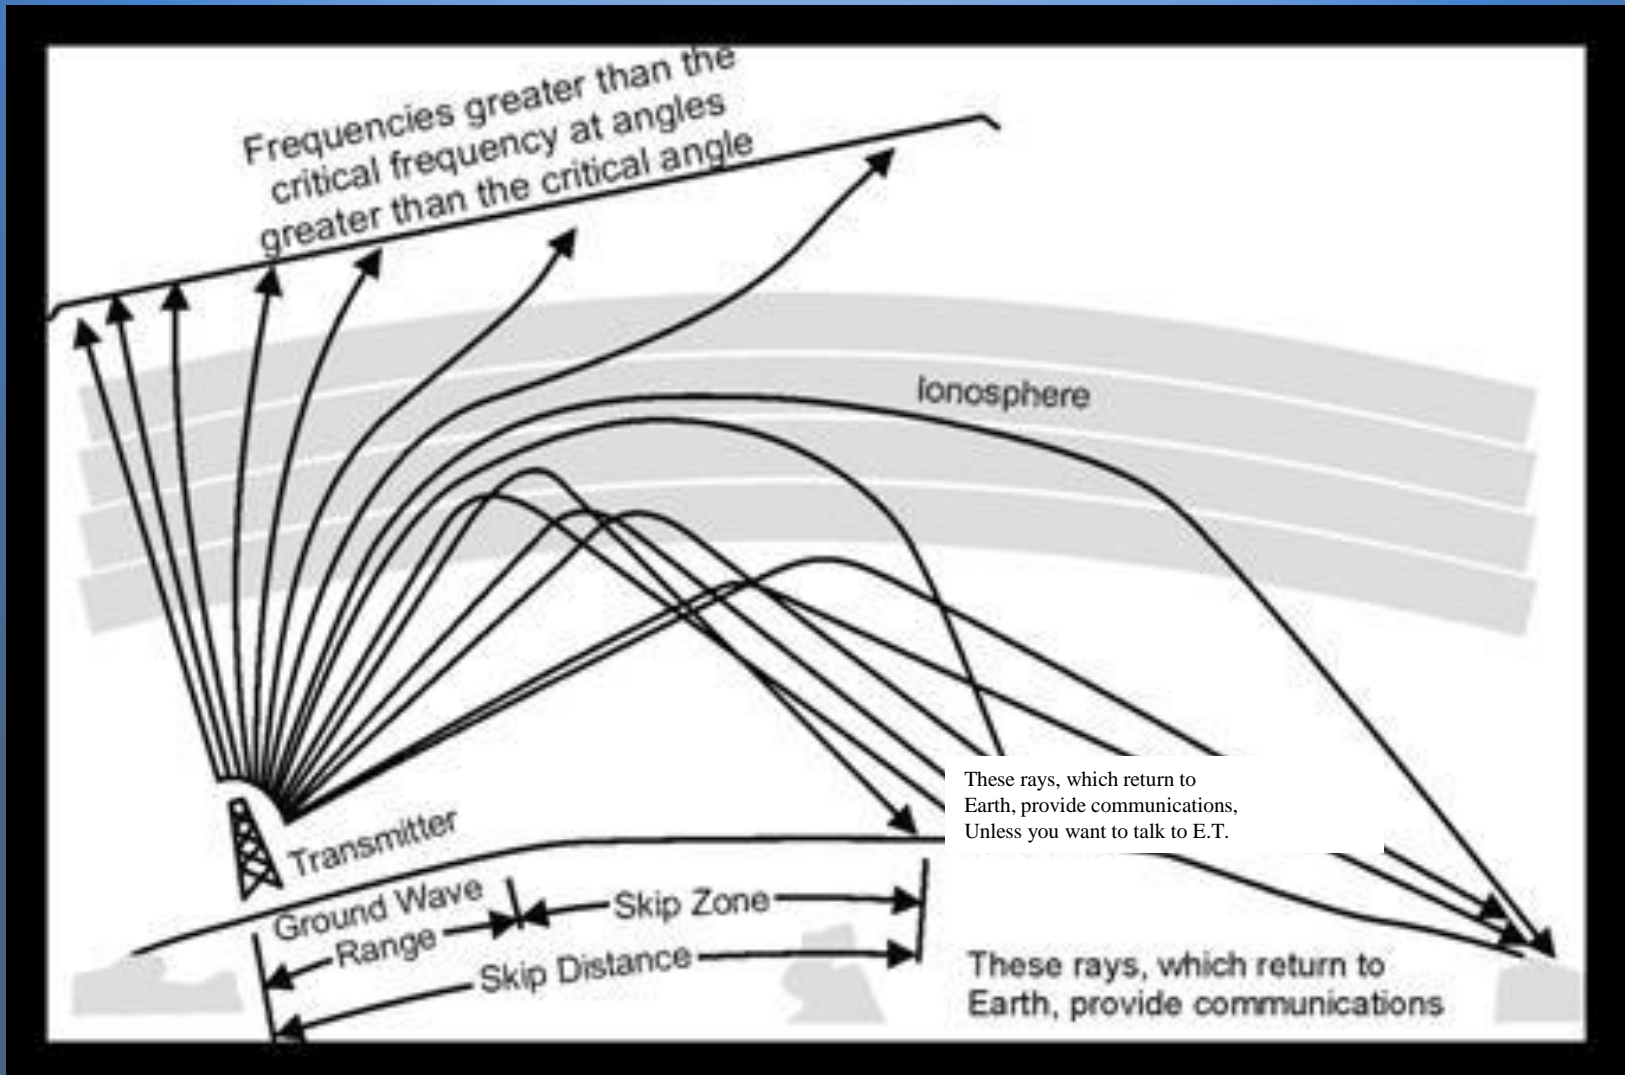 Frequencies greater than the
critical frequency at angles
greater than the critical angle
Ionosphere
These rays, which return to
Earth, provide communications,
Unless you want to talk to E.T.
Transmitter
Ground Wave
Range
Skip Zone
Skip Distance
These rays, which return to
Earth, provide communications